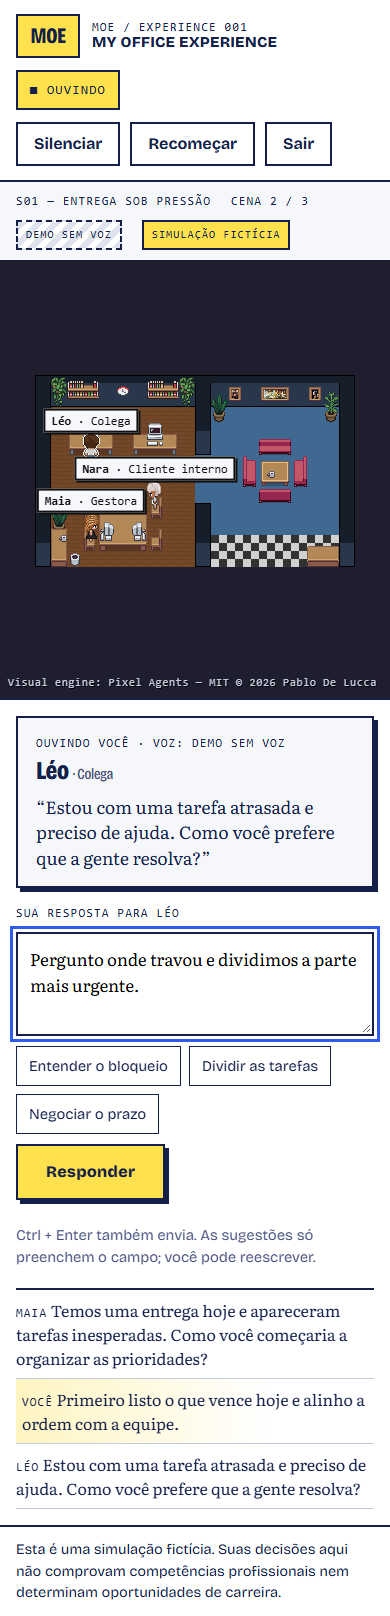 MOE
MOE / EXPERIENCE 001
MY OFFICE EXPERIENCE
■ OUVINDO
Silenciar
Recomeçar
Sair
S01 — ENTREGA SOB PRESSÃO
CENA 2 / 3
DEMO SEM VOZ
SIMULAÇÃO FICTÍCIA
Léo · Colega
Nara · Cliente interno
Maia · Gestora
Visual engine: Pixel Agents — MIT © 2026 Pablo De Lucca
OUVINDO VOCÊ · VOZ: DEMO SEM VOZ
Léo · Colega
“Estou com uma tarefa atrasada e
preciso de ajuda. Como você prefere
que a gente resolva?”
SUA RESPOSTA PARA LÉO
Pergunto onde travou e dividimos a parte
mais urgente.
Entender o bloqueio
Dividir as tarefas
Negociar o prazo
Responder
Ctrl + Enter também envia. As sugestões só
preenchem o campo; você pode reescrever.
MAIA Temos uma entrega hoje e apareceram
tarefas inesperadas. Como você começaria a
organizar as prioridades?
VOCÊ Primeiro listo o que vence hoje e alinho a
ordem com a equipe.
LÉO Estou com uma tarefa atrasada e preciso de
ajuda. Como você prefere que a gente resolva?
Esta é uma simulação fictícia. Suas decisões aqui
não comprovam competências profissionais nem
determinam oportunidades de carreira.